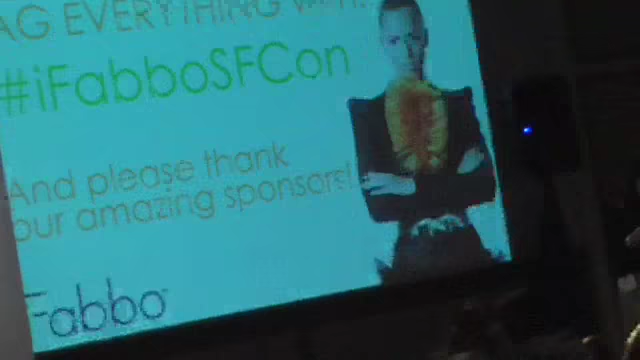 AG EVERYTHING WITH
#iFabboSFCon
And please thank
our amazing sponsors!
Fabbo